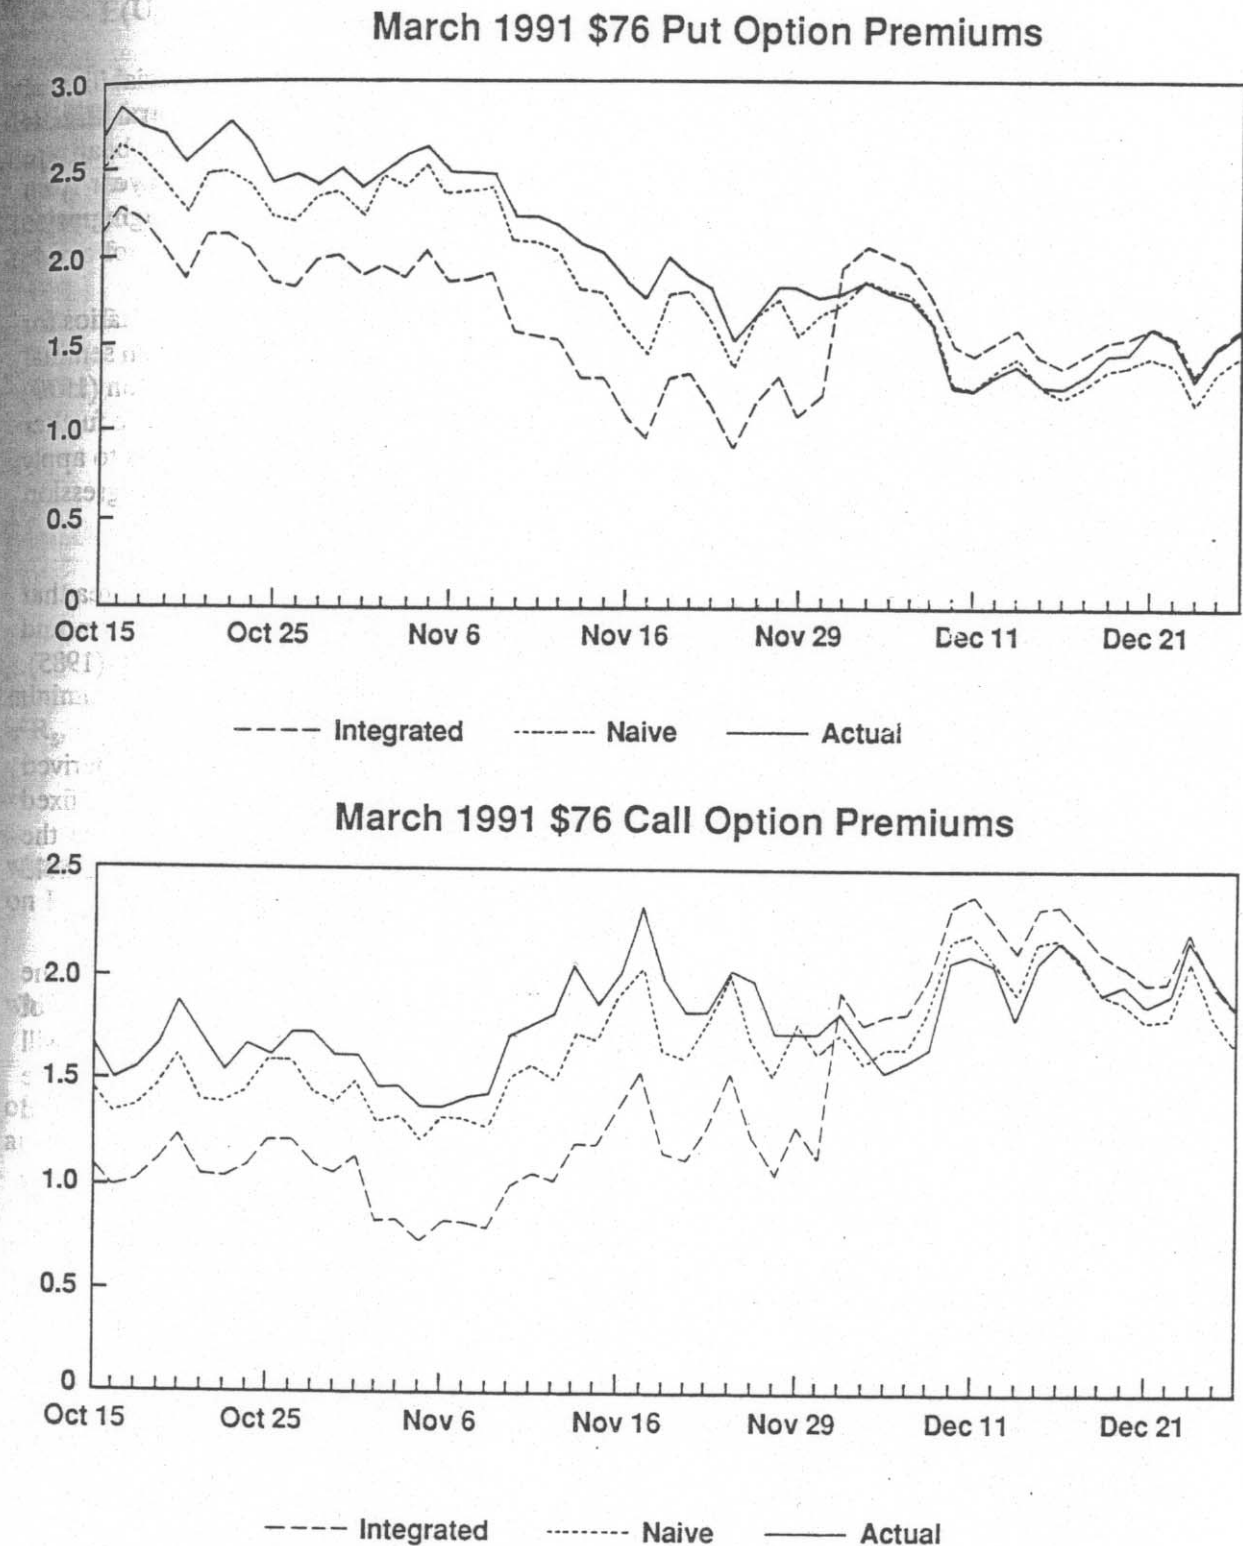 March 1991 $76 Put Option Premiums
3.0
2.5
2.0
1.5
1.0
0.5
0
Oct 15 Oct 25 Nov 6 Nov 16 Nov 29 Dec 11 Dec 21
Integrated Naive Actual
March 1991 $76 Call Option Premiums
2.5
2.0
1.5
1.0
0.5
0
Oct 15 Oct 25 Nov 6 Nov 16 Nov 29 Dec 11 Dec 21
Integrated Naive Actual